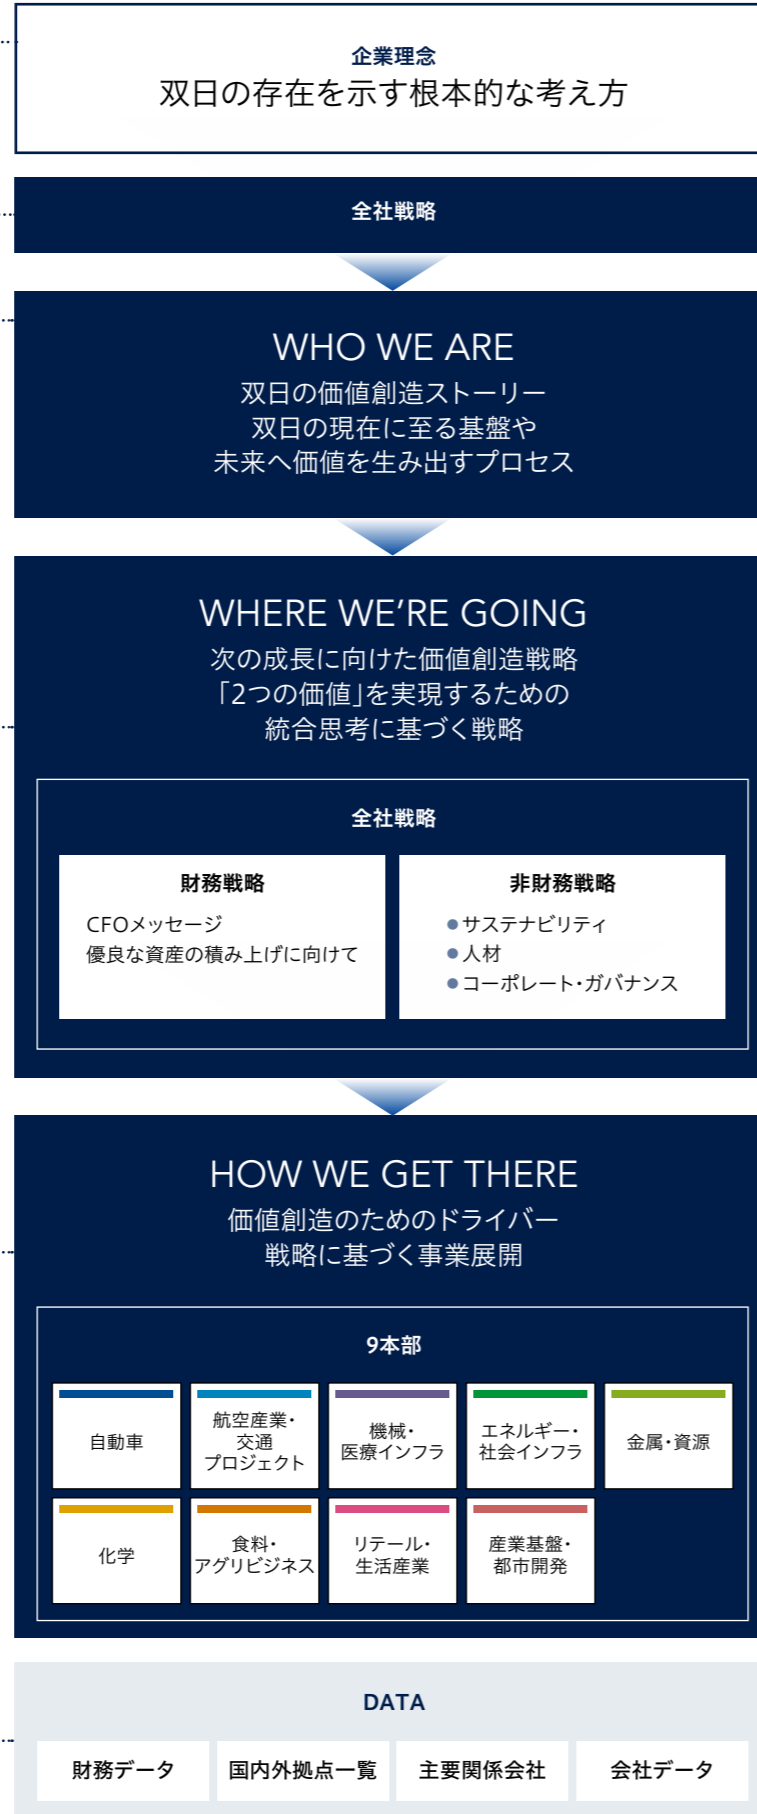 企業理念
双日の存在を示す根本的な考え方
全社戦略
WHO WE ARE
双日の価値創造ストーリー
双日の現在に至る基盤や
未来へ価値を生み出すプロセス
WHERE WE'RE GOING
次の成長に向けた価値創造戦略
「2つの価値」を実現するための
統合思考に基づく戦略
全社戦略
財務戦略
CFOメッセージ
優良な資産の積み上げに向けて
非財務戦略
●サステナビリティ
●人材
●コーポレート・ガバナンス
HOW WE GET THERE
価値創造のためのドライバー
戦略に基づく事業展開
9本部
自動車
航空産業・
交通
プロジェクト
機械・
医療インフラ
エネルギー・
社会インフラ
金属・資源
化学
食料・
アグリビジネス
リテール・
生活産業
産業基盤・
都市開発
DATA
財務データ
国内外拠点一覧
主要関係会社
会社データ